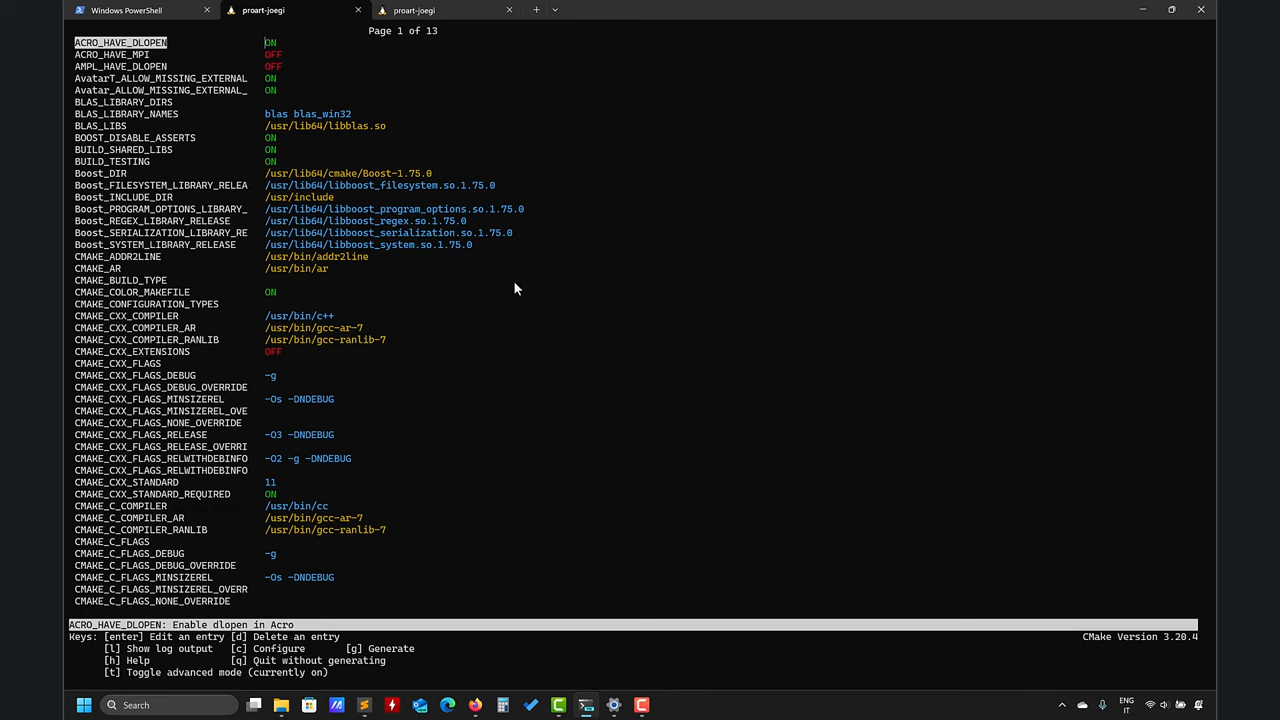 Windows PowerShell
proart-joegi
proart-joegi
Page 1 of 13
ACRO_HAVE_DLOPEN ON
ACRO_HAVE_MPI OFF
AMPL_HAVE_DLOPEN OFF
AvatarT_ALLOW_MISSING_EXTERNAL ON
Avatar_ALLOW_MISSING_EXTERNAL_ ON
BLAS_LIBRARY_DIRS
BLAS_LIBRARY_NAMES blas blas_win32
BLAS_LIBS /usr/lib64/libblas.so
BOOST_DISABLE_ASSERTS ON
BUILD_SHARED_LIBS ON
BUILD_TESTING ON
Boost_DIR /usr/lib64/cmake/Boost-1.75.0
Boost_FILESYSTEM_LIBRARY_RELEA /usr/lib64/libboost_filesystem.so.1.75.0
Boost_INCLUDE_DIR /usr/include
Boost_PROGRAM_OPTIONS_LIBRARY_ /usr/lib64/libboost_program_options.so.1.75.0
Boost_REGEX_LIBRARY_RELEASE /usr/lib64/libboost_regex.so.1.75.0
Boost_SERIALIZATION_LIBRARY_RE /usr/lib64/libboost_serialization.so.1.75.0
Boost_SYSTEM_LIBRARY_RELEASE /usr/lib64/libboost_system.so.1.75.0
CMAKE_ADDR2LINE /usr/bin/addr2line
CMAKE_AR /usr/bin/ar
CMAKE_BUILD_TYPE
CMAKE_COLOR_MAKEFILE ON
CMAKE_CONFIGURATION_TYPES
CMAKE_CXX_COMPILER /usr/bin/c++
CMAKE_CXX_COMPILER_AR /usr/bin/gcc-ar-7
CMAKE_CXX_COMPILER_RANLIB /usr/bin/gcc-ranlib-7
CMAKE_CXX_EXTENSIONS OFF
CMAKE_CXX_FLAGS
CMAKE_CXX_FLAGS_DEBUG -g
CMAKE_CXX_FLAGS_DEBUG_OVERRIDE
CMAKE_CXX_FLAGS_MINSIZEREL -Os -DNDEBUG
CMAKE_CXX_FLAGS_MINSIZEREL_OVE
CMAKE_CXX_FLAGS_NONE_OVERRIDE
CMAKE_CXX_FLAGS_RELEASE -O3 -DNDEBUG
CMAKE_CXX_FLAGS_RELEASE_OVERRI
CMAKE_CXX_FLAGS_RELWITHDEBINFO -O2 -g -DNDEBUG
CMAKE_CXX_FLAGS_RELWITHDEBINFO
CMAKE_CXX_STANDARD 11
CMAKE_CXX_STANDARD_REQUIRED ON
CMAKE_C_COMPILER /usr/bin/cc
CMAKE_C_COMPILER_AR /usr/bin/gcc-ar-7
CMAKE_C_COMPILER_RANLIB /usr/bin/gcc-ranlib-7
CMAKE_C_FLAGS
CMAKE_C_FLAGS_DEBUG -g
CMAKE_C_FLAGS_DEBUG_OVERRIDE
CMAKE_C_FLAGS_MINSIZEREL -Os -DNDEBUG
CMAKE_C_FLAGS_MINSIZEREL_OVERR
CMAKE_C_FLAGS_NONE_OVERRIDE
ACRO_HAVE_DLOPEN: Enable dlopen in Acro
Keys: [enter] Edit an entry [d] Delete an entry CMake Version 3.20.4
[l] Show log output [c] Configure [g] Generate
[h] Help [q] Quit without generating
[t] Toggle advanced mode (currently on)
Search
ENG
IT